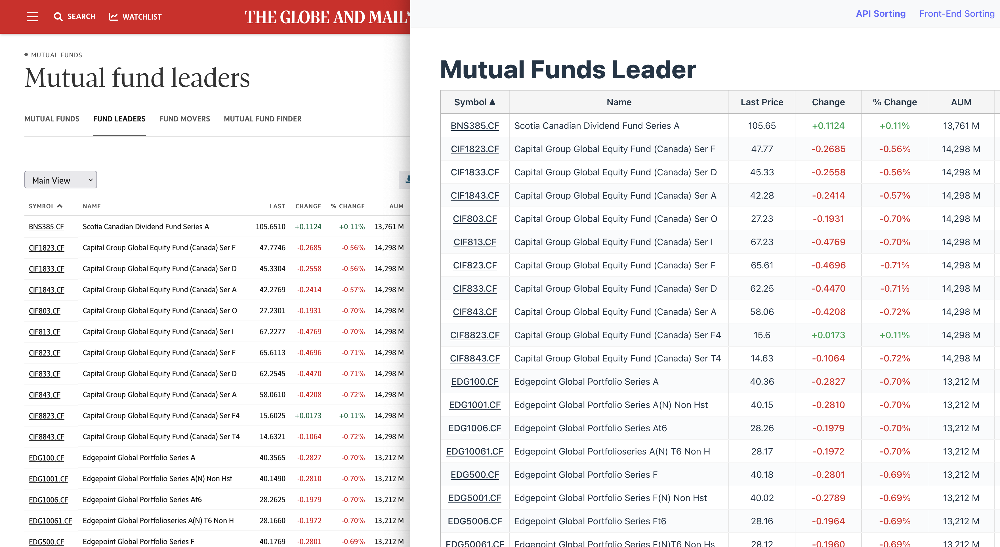 SEARCH WATCHLIST THE GLOBE AND MAIL
• MUTUAL FUNDS
Mutual fund leaders
MUTUAL FUNDS FUND LEADERS FUND MOVERS MUTUAL FUND FINDER
Main View
SYMBOL NAME LAST CHANGE % CHANGE AUM
BNS385.CF Scotia Canadian Dividend Fund Series A 105.6510 +0.1124 +0.11% 13,761 M
CIF1823.CF Capital Group Global Equity Fund (Canada) Ser F 47.7746 -0.2685 -0.56% 14,298 M
CIF1833.CF Capital Group Global Equity Fund (Canada) Ser D 45.3304 -0.2558 -0.56% 14,298 M
CIF1843.CF Capital Group Global Equity Fund (Canada) Ser A 42.2769 -0.2414 -0.57% 14,298 M
CIF803.CF Capital Group Global Equity Fund (Canada) Ser O 27.2301 -0.1931 -0.70% 14,298 M
CIF813.CF Capital Group Global Equity Fund (Canada) Ser I 67.2277 -0.4769 -0.70% 14,298 M
CIF823.CF Capital Group Global Equity Fund (Canada) Ser F 65.6113 -0.4696 -0.71% 14,298 M
CIF833.CF Capital Group Global Equity Fund (Canada) Ser D 62.2545 -0.4470 -0.71% 14,298 M
CIF843.CF Capital Group Global Equity Fund (Canada) Ser A 58.0610 -0.4208 -0.72% 14,298 M
CIF8823.CF Capital Group Global Equity Fund (Canada) Ser F4 15.6025 +0.0173 +0.11% 14,298 M
CIF8843.CF Capital Group Global Equity Fund (Canada) Ser T4 14.6321 -0.1064 -0.72% 14,298 M
EDG100.CF Edgepoint Global Portfolio Series A 40.3565 -0.2827 -0.70% 13,212 M
EDG1001.CF Edgepoint Global Portfolio Series A(N) Non Hst 40.1490 -0.2810 -0.70% 13,212 M
EDG1006.CF Edgepoint Global Portfolio Series At6 28.2625 -0.1979 -0.70% 13,212 M
EDG10061.CF Edgepoint Global Portfolioseries A(N) T6 Non H 28.1660 -0.1972 -0.70% 13,212 M
EDG500.CF Edgepoint Global Portfolio Series F 40.1769 -0.2801 -0.69% 13,212 M
API Sorting Front-End Sorting
Mutual Funds Leader
Symbol ▲ Name Last Price Change % Change AUM
BNS385.CF Scotia Canadian Dividend Fund Series A 105.65 +0.1124 +0.11% 13,761 M
CIF1823.CF Capital Group Global Equity Fund (Canada) Ser F 47.77 -0.2685 -0.56% 14,298 M
CIF1833.CF Capital Group Global Equity Fund (Canada) Ser D 45.33 -0.2558 -0.56% 14,298 M
CIF1843.CF Capital Group Global Equity Fund (Canada) Ser A 42.28 -0.2414 -0.57% 14,298 M
CIF803.CF Capital Group Global Equity Fund (Canada) Ser O 27.23 -0.1931 -0.70% 14,298 M
CIF813.CF Capital Group Global Equity Fund (Canada) Ser I 67.23 -0.4769 -0.70% 14,298 M
CIF823.CF Capital Group Global Equity Fund (Canada) Ser F 65.61 -0.4696 -0.71% 14,298 M
CIF833.CF Capital Group Global Equity Fund (Canada) Ser D 62.25 -0.4470 -0.71% 14,298 M
CIF843.CF Capital Group Global Equity Fund (Canada) Ser A 58.06 -0.4208 -0.72% 14,298 M
CIF8823.CF Capital Group Global Equity Fund (Canada) Ser F4 15.6 +0.0173 +0.11% 14,298 M
CIF8843.CF Capital Group Global Equity Fund (Canada) Ser T4 14.63 -0.1064 -0.72% 14,298 M
EDG100.CF Edgepoint Global Portfolio Series A 40.36 -0.2827 -0.70% 13,212 M
EDG1001.CF Edgepoint Global Portfolio Series A(N) Non Hst 40.15 -0.2810 -0.70% 13,212 M
EDG1006.CF Edgepoint Global Portfolio Series At6 28.26 -0.1979 -0.70% 13,212 M
EDG10061.CF Edgepoint Global Portfolioseries A(N) T6 Non H 28.17 -0.1972 -0.70% 13,212 M
EDG500.CF Edgepoint Global Portfolio Series F 40.18 -0.2801 -0.69% 13,212 M
EDG5001.CF Edgepoint Global Portfolio Series F(N) Non Hst 40.02 -0.2789 -0.69% 13,212 M
EDG5006.CF Edgepoint Global Portfolio Series Ft6 28.16 -0.1964 -0.69% 13,212 M
EDG50061.CF Edgepoint Global Portfolio Series F(N)T6 Non Hs 28.12 -0.1960 -0.69% 13,212 M